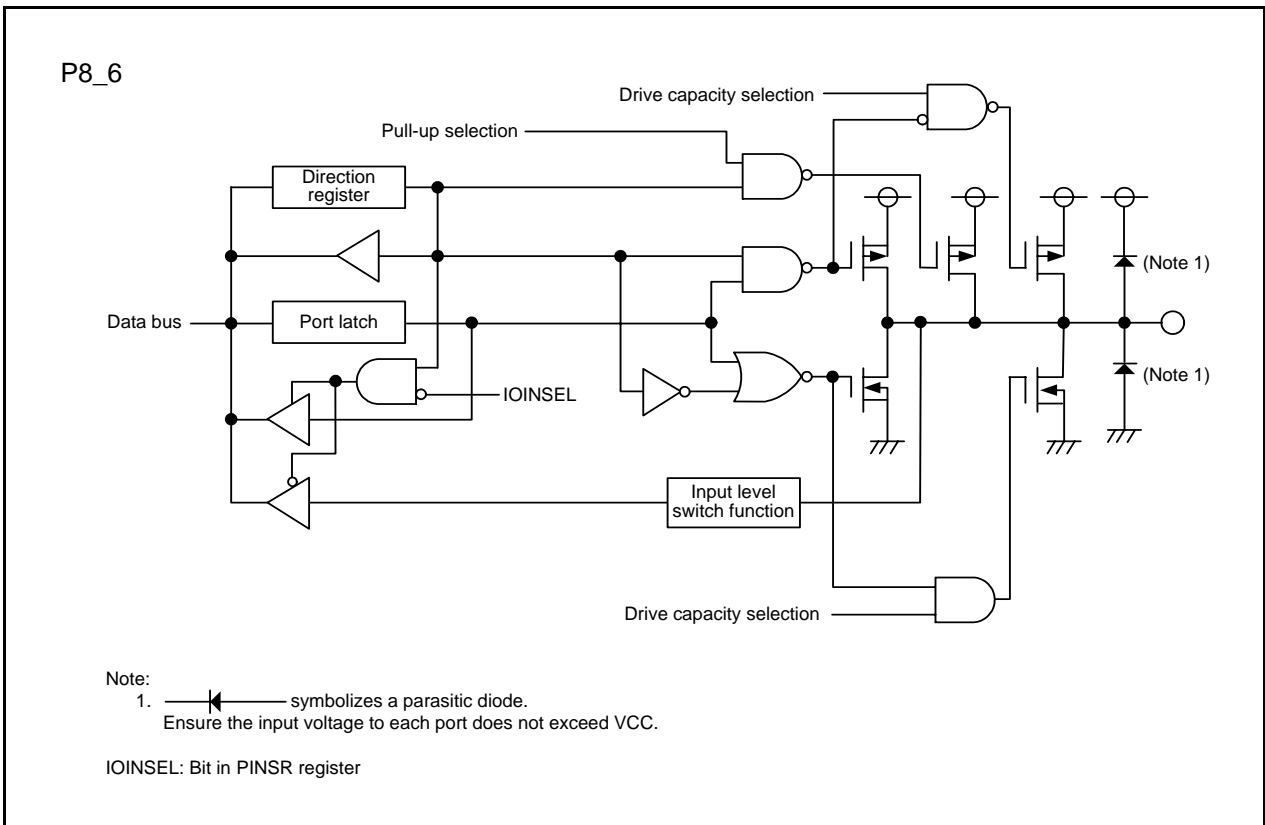 P8_6
Drive capacity selection
Pull-up selection
Direction
register
(Note 1)
Data bus
Port latch
(Note 1)
IOINSEL
Input level
switch function
Drive capacity selection
Note:
1. symbolizes a parasitic diode.
Ensure the input voltage to each port does not exceed VCC.
IOINSEL: Bit in PINSR register